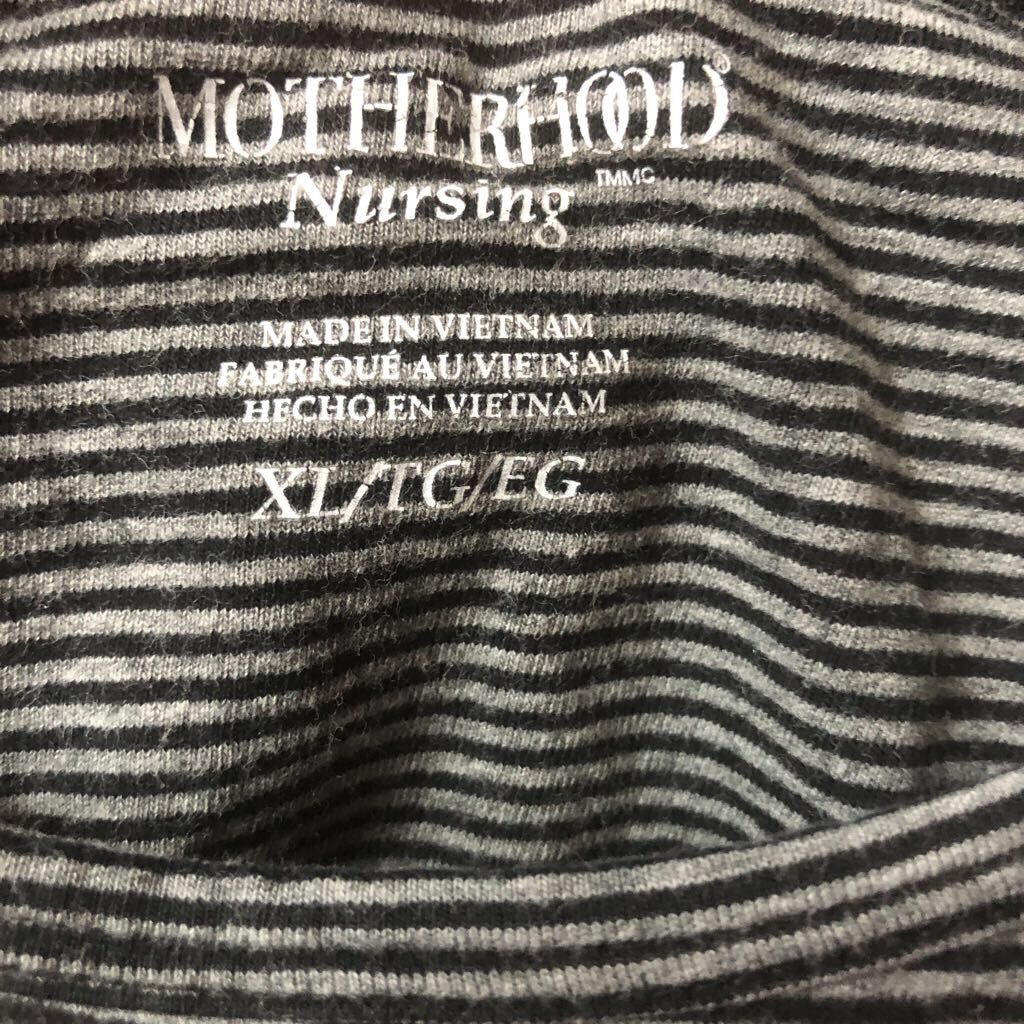 MOTHERHOOD®
Nursing TMMC
MADE IN VIETNAM
FABRIQUÉ AU VIETNAM
HECHO EN VIETNAM
XL/TG/EG